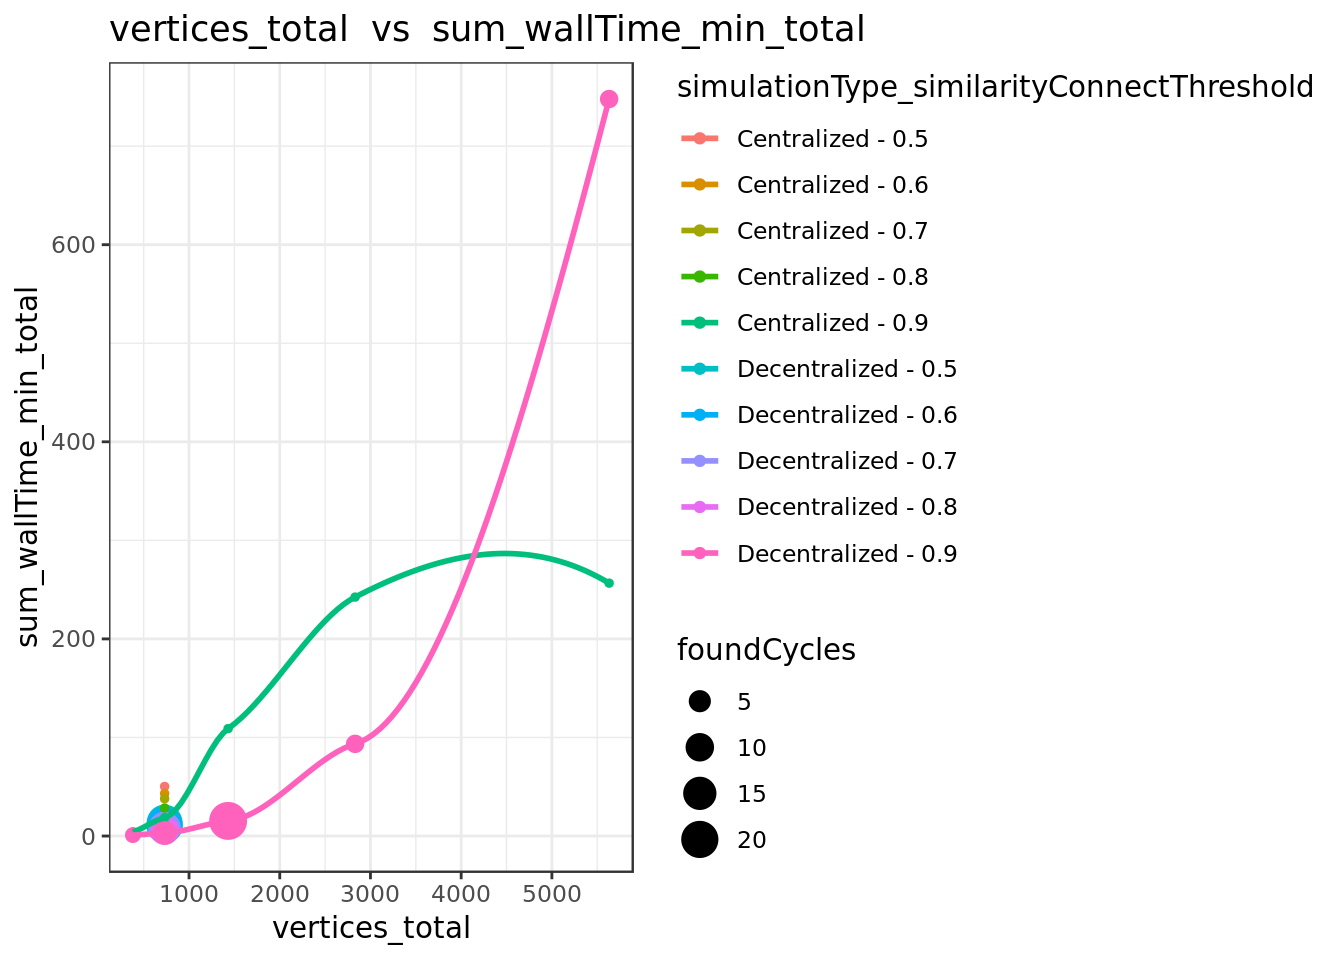 vertices_total vs sum_wallTime_min_total
sum_wallTime_min_total
600
400
200
0
1000 2000 3000 4000 5000
vertices_total
simulationType_similarityConnectThreshold
Centralized - 0.5
Centralized - 0.6
Centralized - 0.7
Centralized - 0.8
Centralized - 0.9
Decentralized - 0.5
Decentralized - 0.6
Decentralized - 0.7
Decentralized - 0.8
Decentralized - 0.9
foundCycles
5
10
15
20